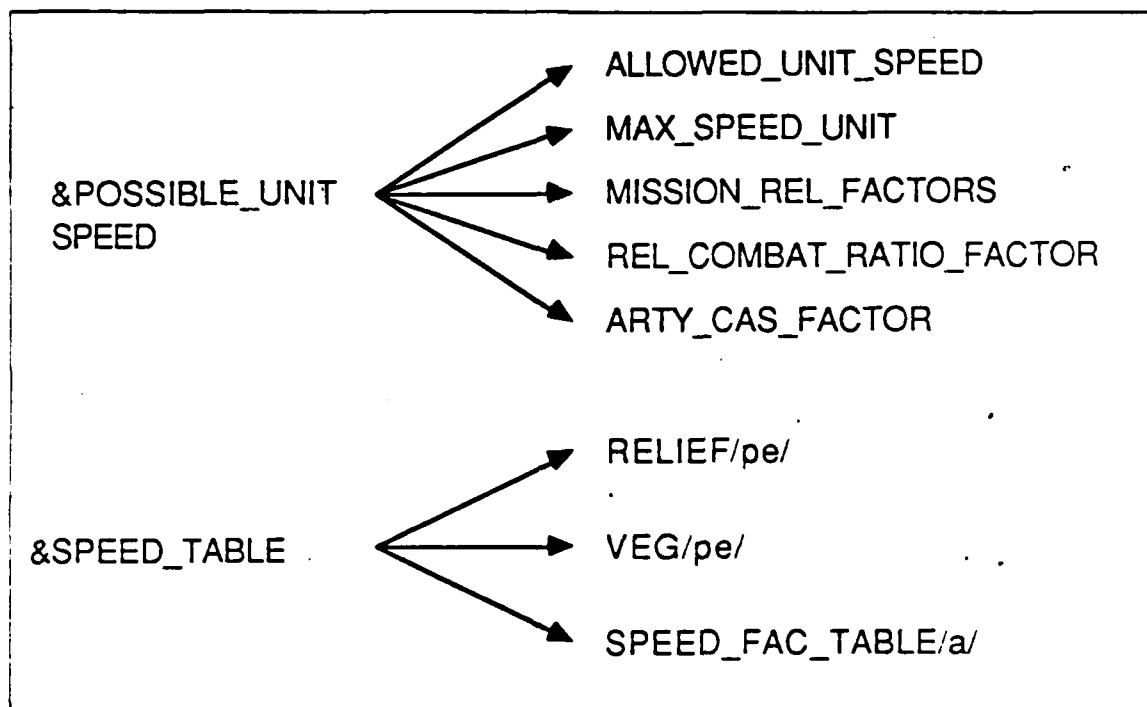 &POSSIBLE_UNIT
SPEED
ALLOWED_UNIT_SPEED
MAX_SPEED_UNIT
MISSION_REL_FACTORS
REL_COMBAT_RATIO_FACTOR
ARTY_CAS_FACTOR
&SPEED_TABLE
RELIEF/pe/
VEG/pe/
SPEED_FAC_TABLE/a/